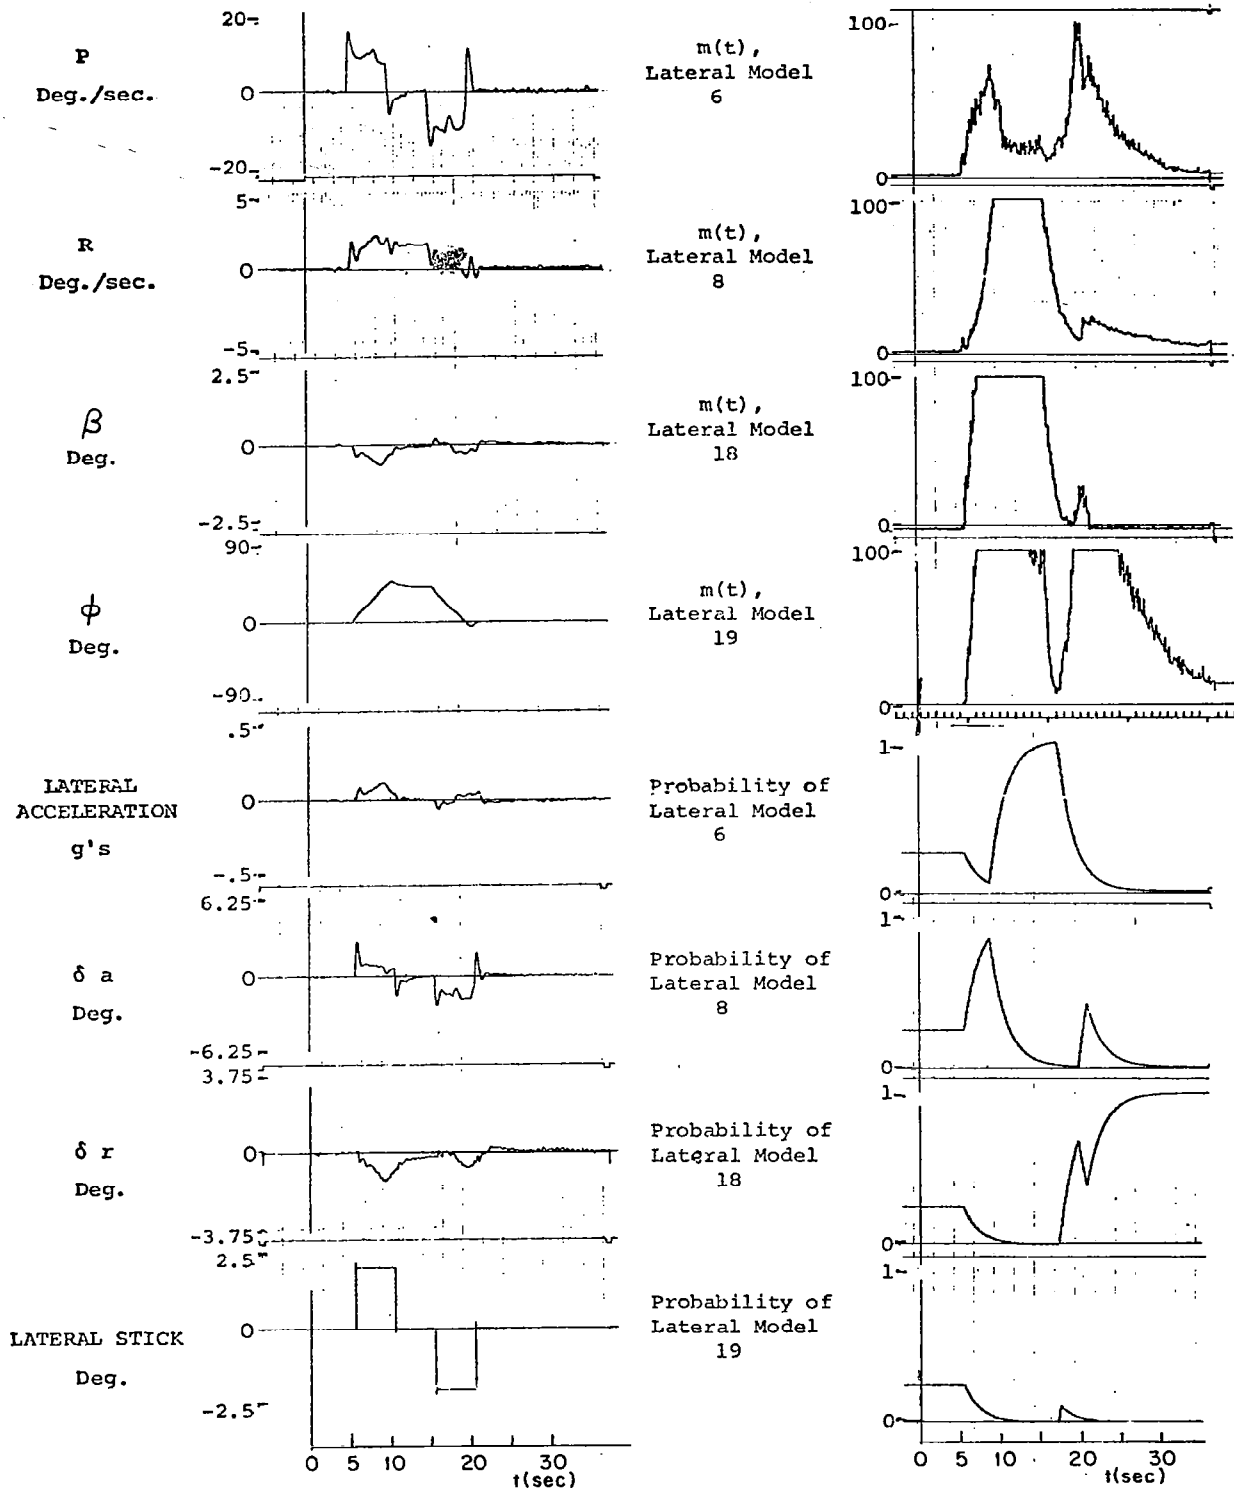 P
Deg./sec.
20
0
-20
R
Deg./sec.
5
0
-5
β
Deg.
2.5
0
-2.5
ϕ
Deg.
90
0
-90
LATERAL
ACCELERATION
g's
.5
0
-.5
δ a
Deg.
6.25
0
-6.25
δ r
Deg.
3.75
0
-3.75
LATERAL STICK
Deg.
2.5
0
-2.5
0 5 10 20 30
t(sec)
m(t),
Lateral Model
6
100
0
m(t),
Lateral Model
8
100
0
m(t),
Lateral Model
18
100
0
m(t),
Lateral Model
19
100
0
Probability of
Lateral Model
6
1
0
Probability of
Lateral Model
8
1
0
Probability of
Lateral Model
18
1
0
Probability of
Lateral Model
19
1
0
0 5 10 20 30
t(sec)